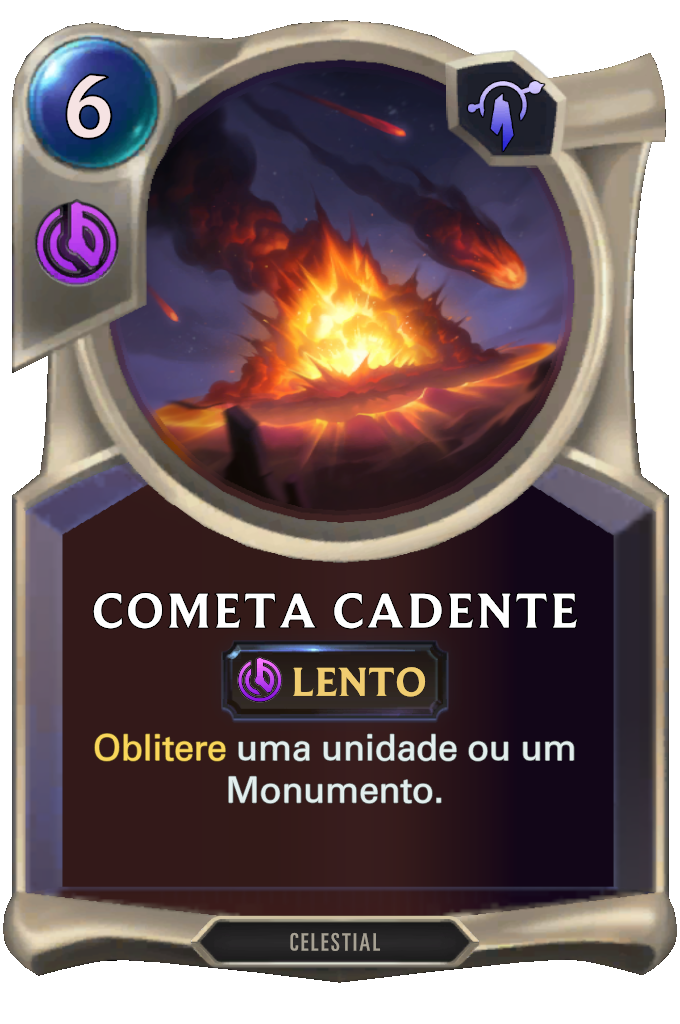 6
COMETA CADENTE
LENTO
Oblitere uma unidade ou um
Monumento.
CELESTIAL